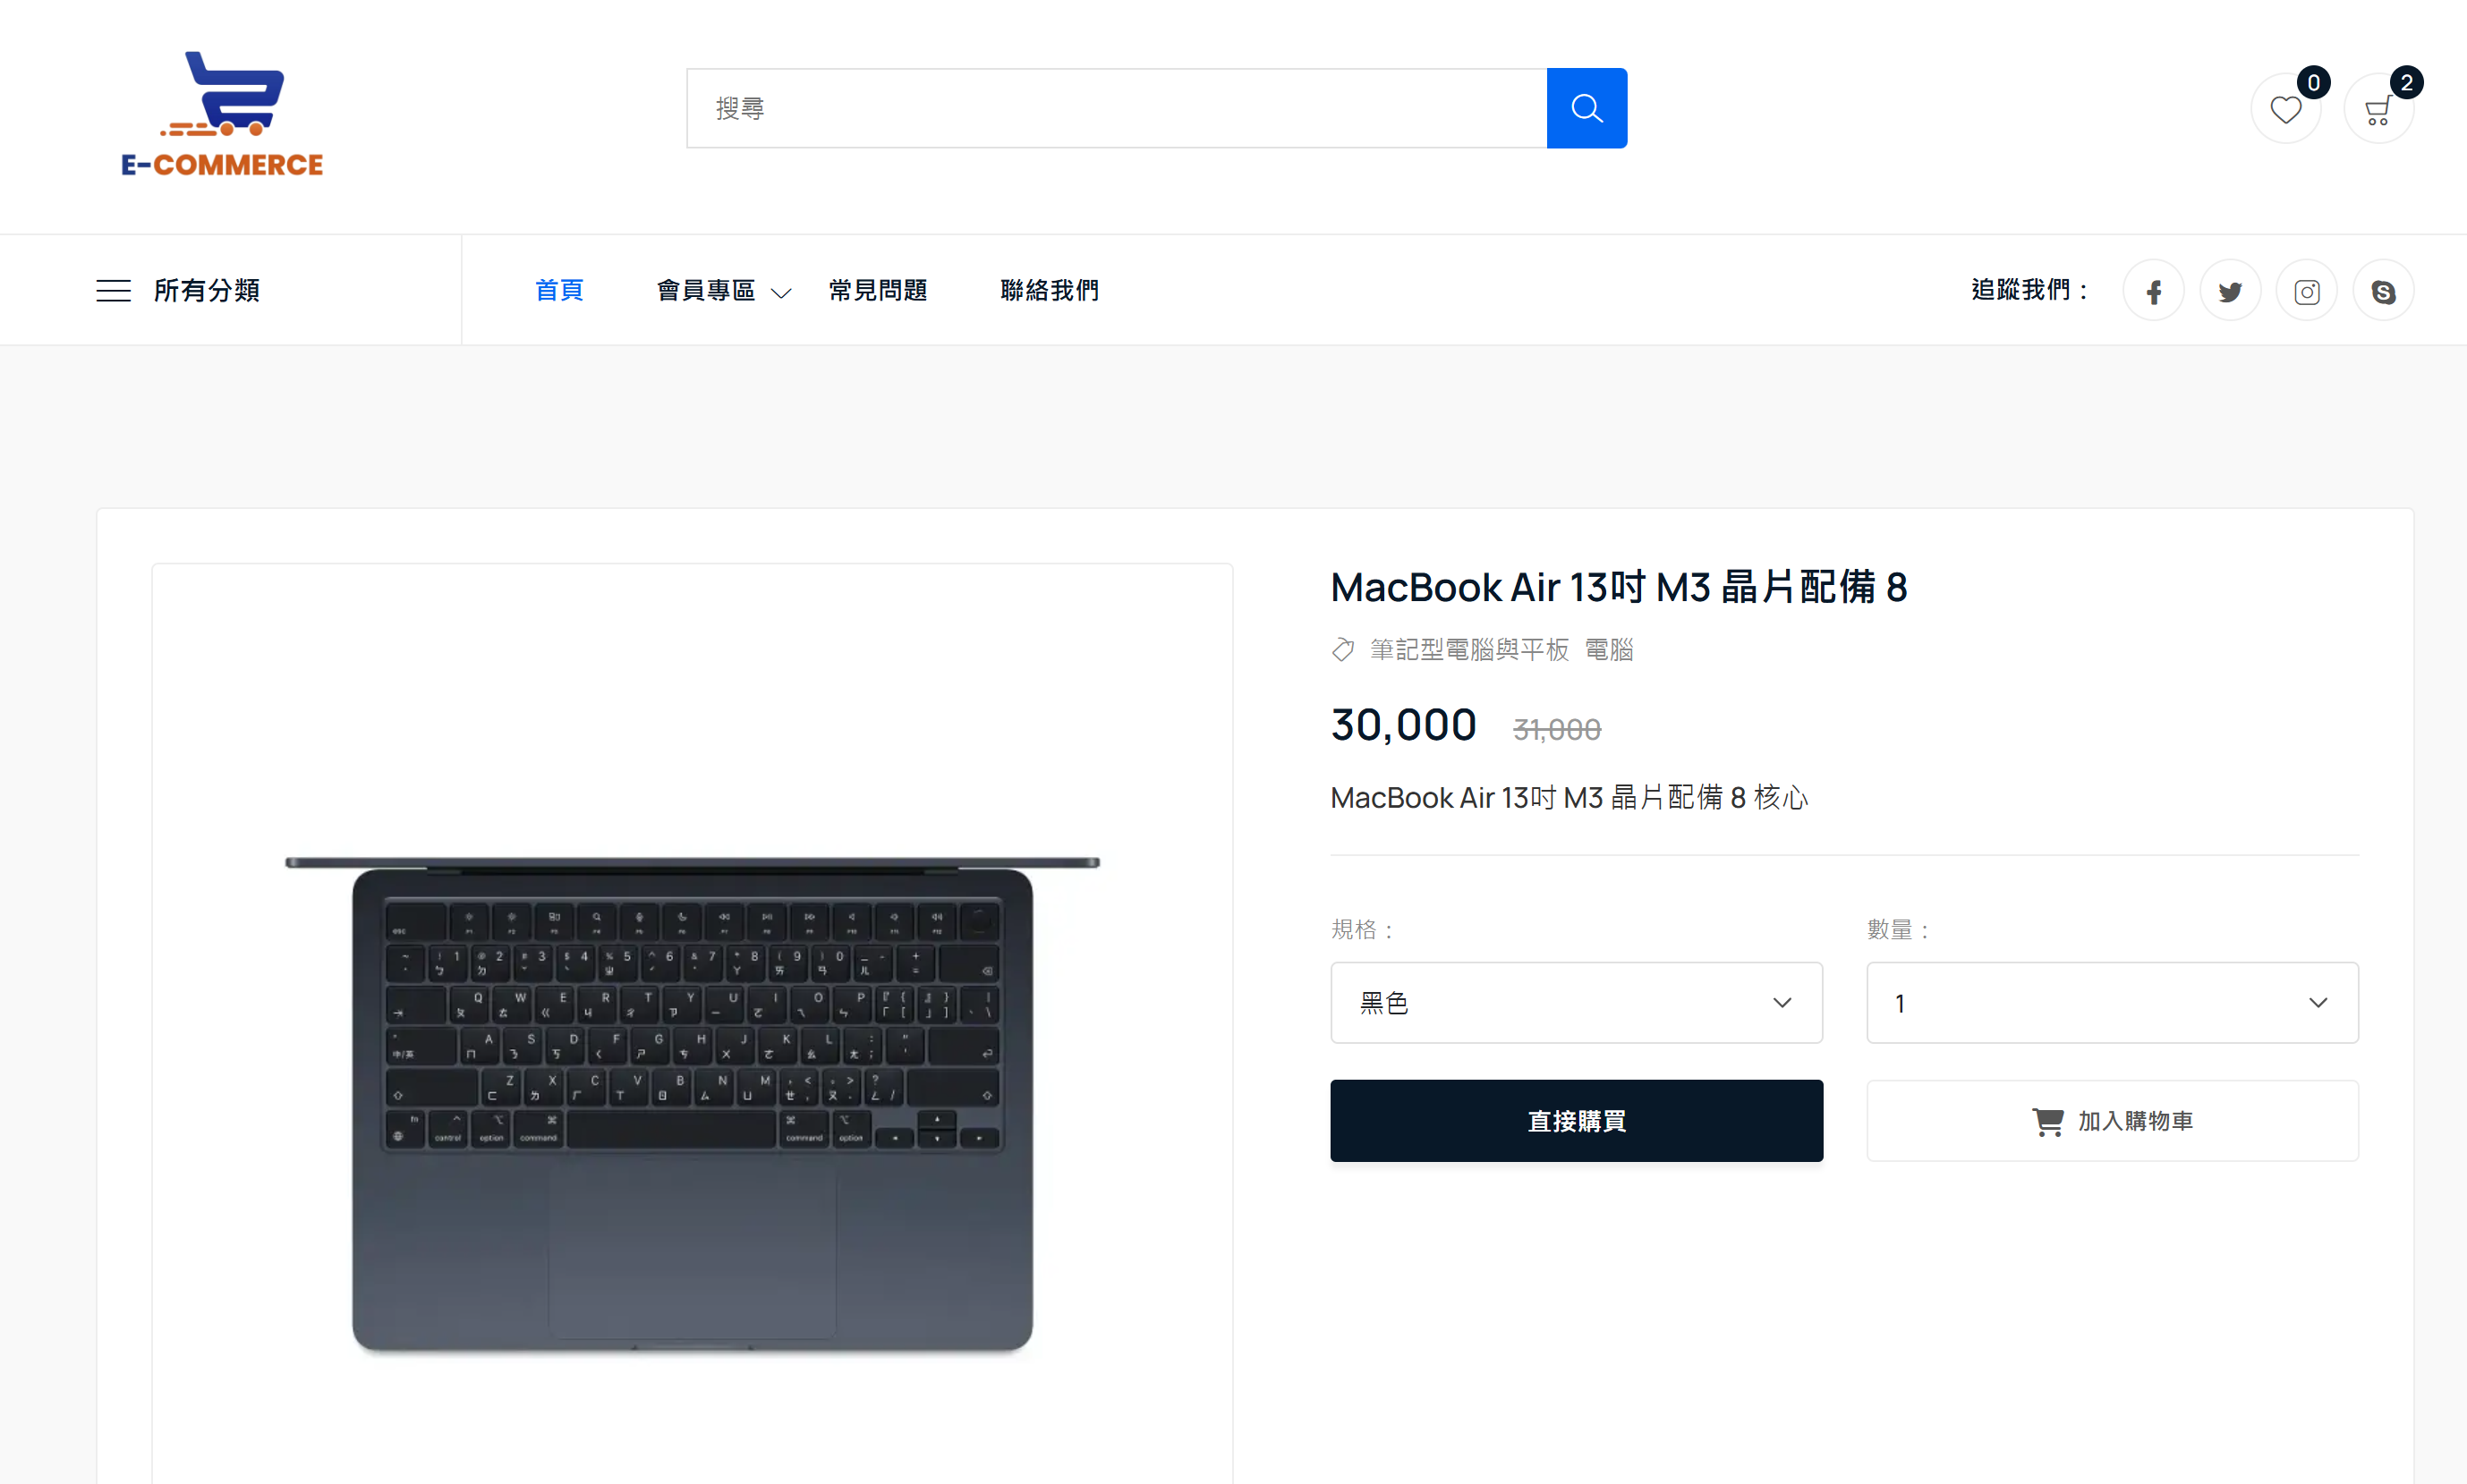 E-COMMERCE
搜尋
0
2
所有分類
首頁
會員專區
常見問題
聯絡我們
追蹤我們：
MacBook Air 13吋 M3 晶片配備 8
筆記型電腦與平板 電腦
30,000 31,000
MacBook Air 13吋 M3 晶片配備 8 核心
規格：
數量：
黑色
1
直接購買
加入購物車